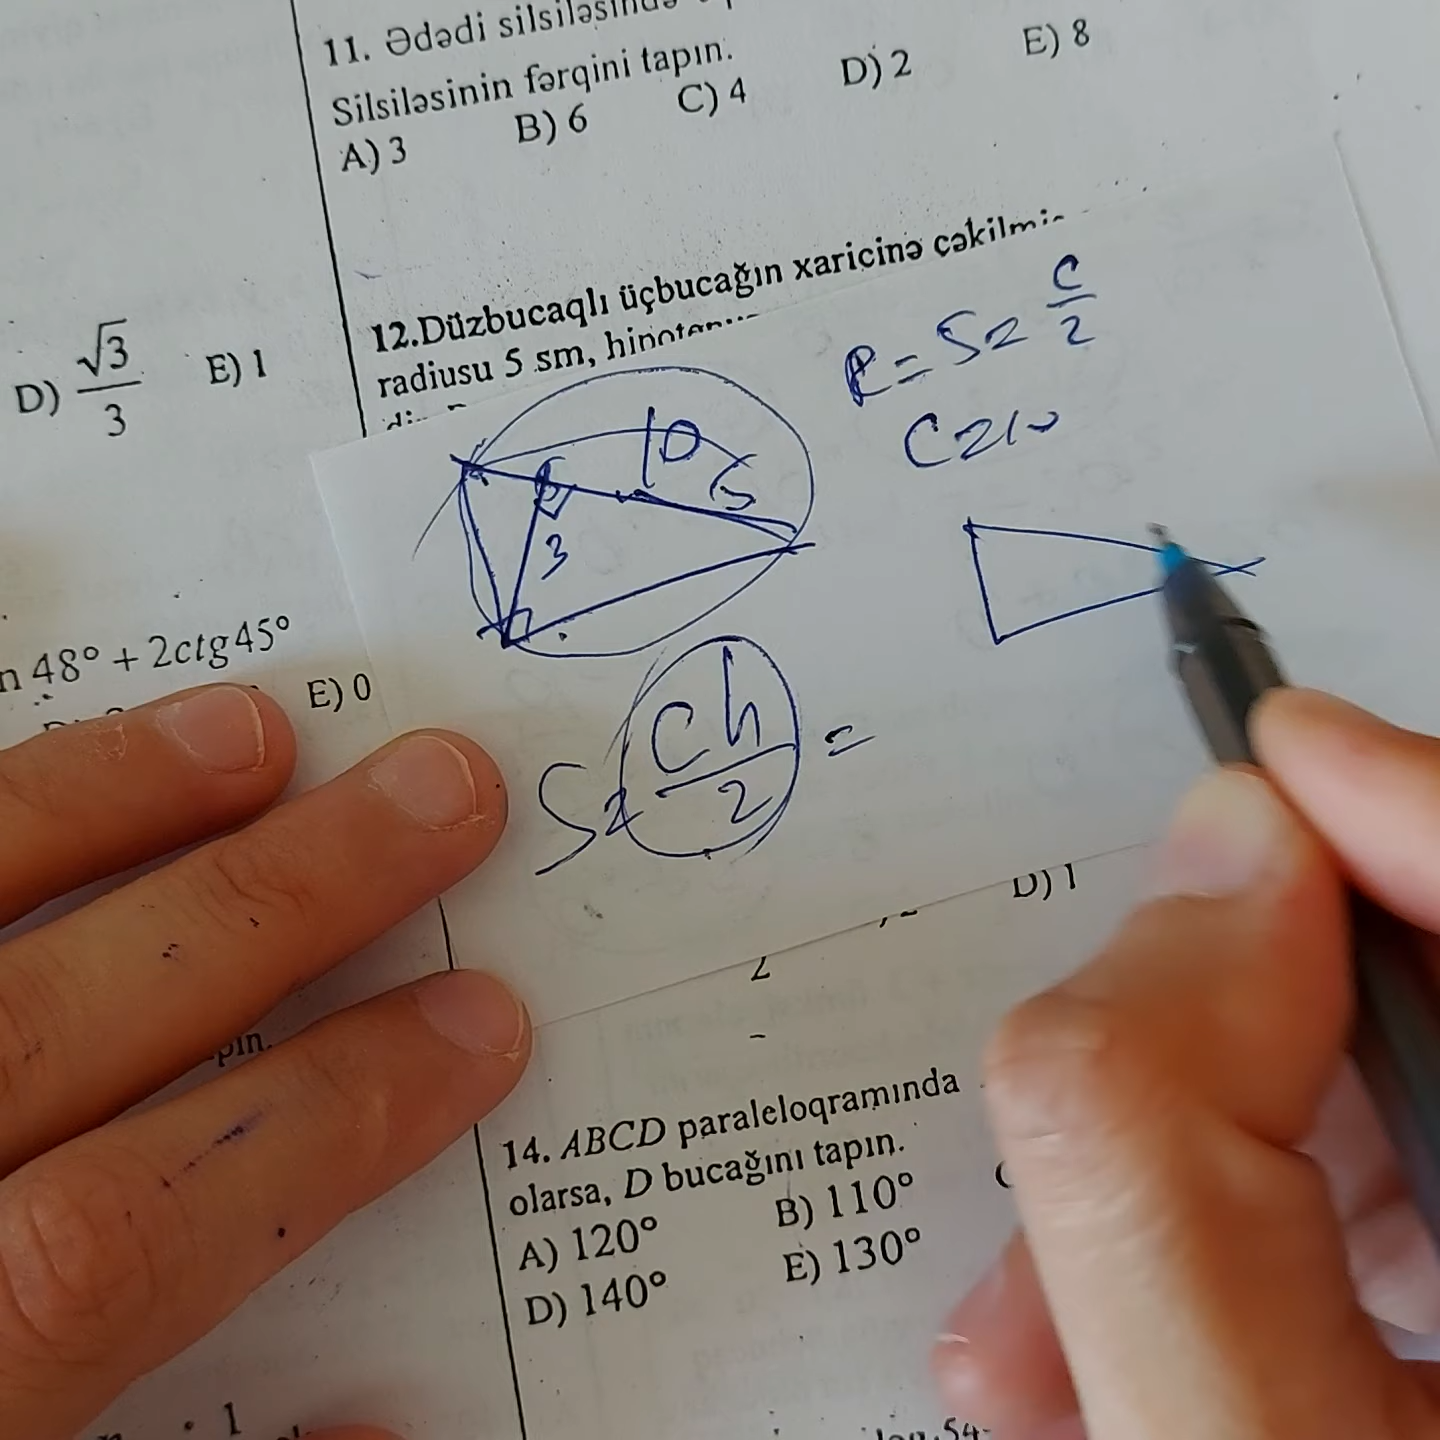 11. Ədədi silsiləsində
Silsiləsinin fərqini tapın.
A) 3 B) 6 C) 4 D) 2 E) 8
12.Düzbucaqlı üçbucağın xaricinə çəkilmiş
radiusu 5 sm,
R = 5 = c/2
C = 10
10
5
3
S = ch/2 =
D) √3/3 E) 1
48° + 2ctg45°
E) 0
D) 1
2
14. ABCD paraleloqramında
olarsa, D bucağını tapın.
A) 120° B) 110°
D) 140° E) 130°
1